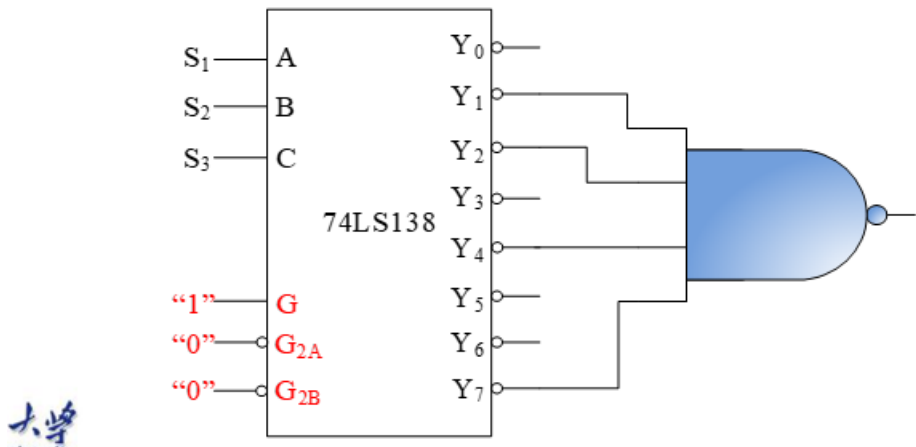 S₁ A Y₀
S₂ B Y₁
S₃ C Y₂
Y₃
74LS138
Y₄
“1” G Y₅
“0” G₂A Y₆
“0” G₂B Y₇
大学